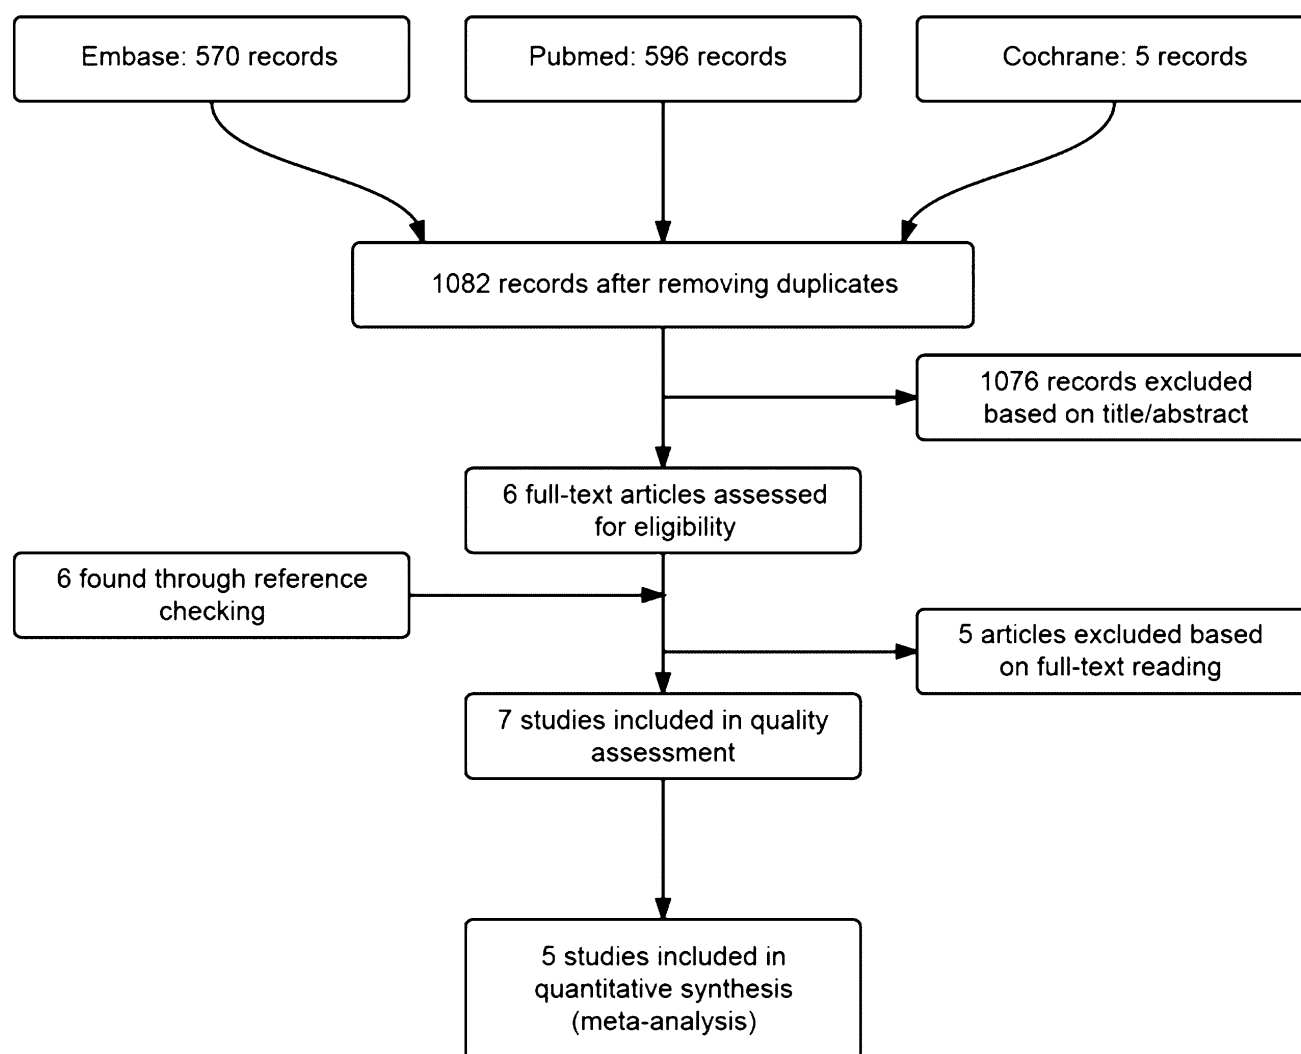 Embase: 570 records
Pubmed: 596 records
Cochrane: 5 records
1082 records after removing duplicates
1076 records excluded
based on title/abstract
6 full-text articles assessed
for eligibility
6 found through reference
checking
5 articles excluded based
on full-text reading
7 studies included in quality
assessment
5 studies included in
quantitative synthesis
(meta-analysis)